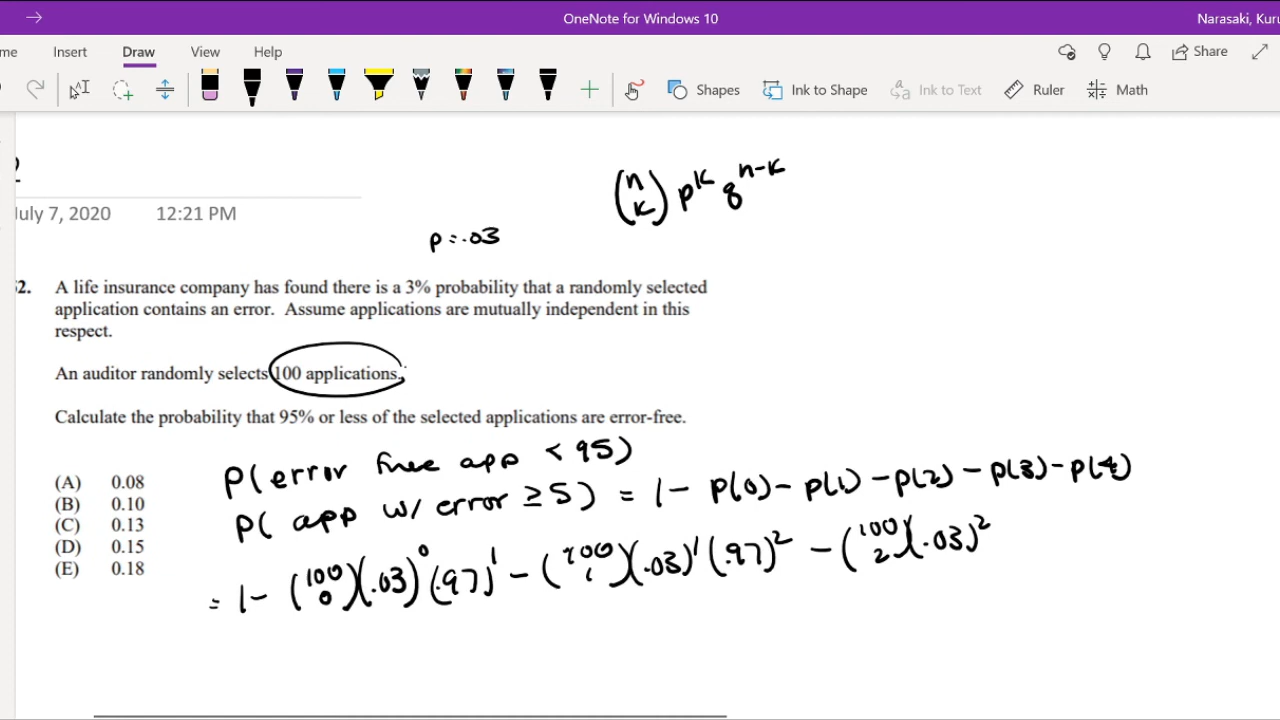 OneNote for Windows 10
Narasaki, Kuru
me Insert Draw View Help
Share
Shapes Ink to Shape Ink to Text Ruler Math
2
July 7, 2020 12:21 PM
(n k) p^k q^n-k
p = .03
52. A life insurance company has found there is a 3% probability that a randomly selected
application contains an error. Assume applications are mutually independent in this
respect.
An auditor randomly selects 100 applications.
Calculate the probability that 95% or less of the selected applications are error-free.
(A) 0.08
(B) 0.10
(C) 0.13
(D) 0.15
(E) 0.18
P(error free app < 95)
P( app w/ error ≥ 5) = 1 - P(0) - P(1) - P(2) - P(3) - P(4)
= 1 - (100 0)(.03)^0 (.97)^1 - (100 1)(.03)^1 (.97)^2 - (100 2)(.03)^2